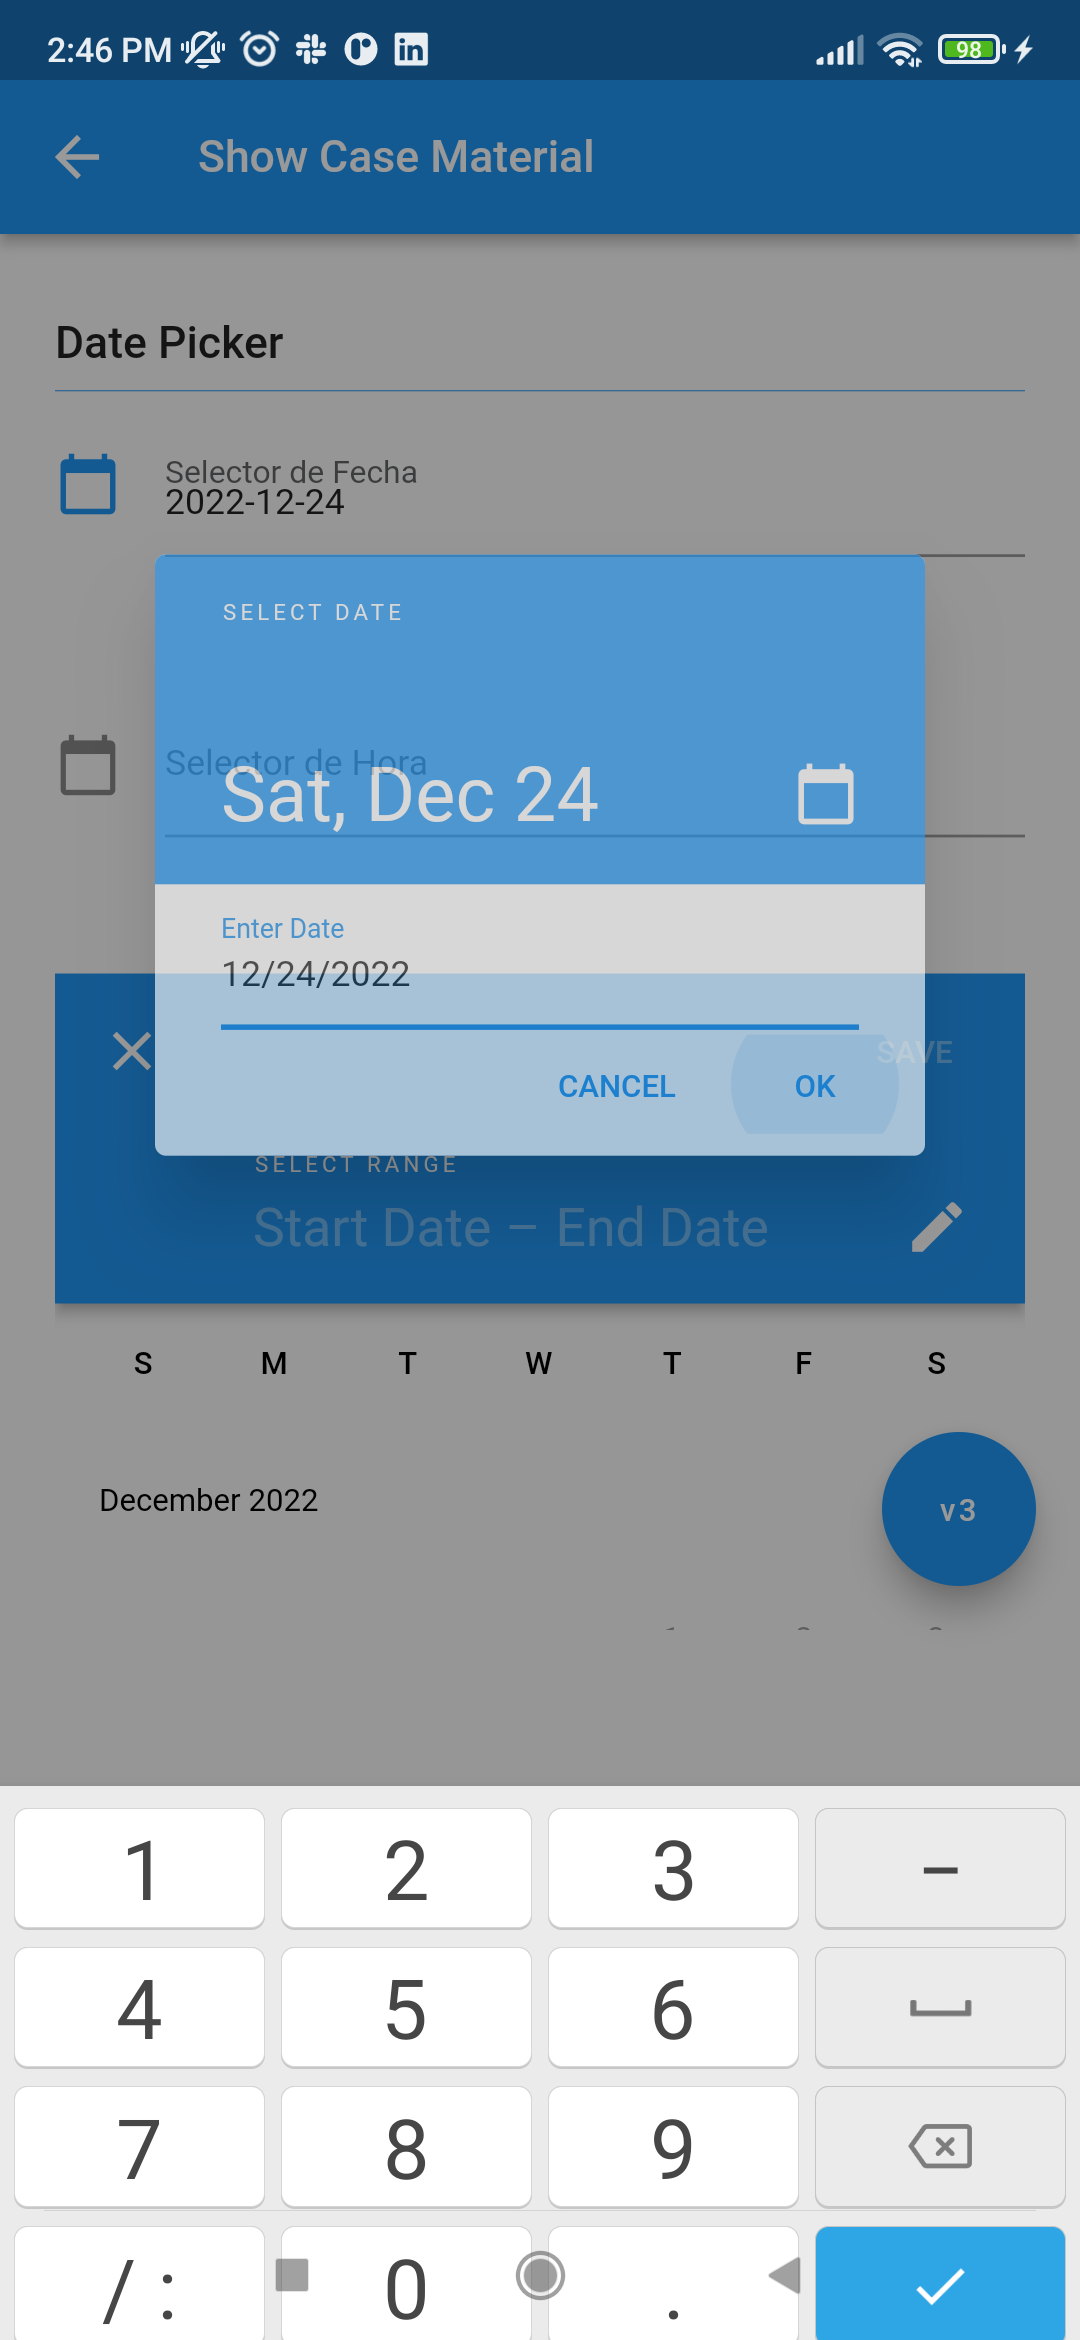 2:46 PM
98
Show Case Material
Date Picker
Selector de Fecha
2022-12-24
SELECT DATE
Selector de Hora
Sat, Dec 24
Enter Date
12/24/2022
SAVE
CANCEL OK
SELECT RANGE
Start Date – End Date
S M T W T F S
December 2022
v3
1 2 3 –
4 5 6
7 8 9
/ : 0 .